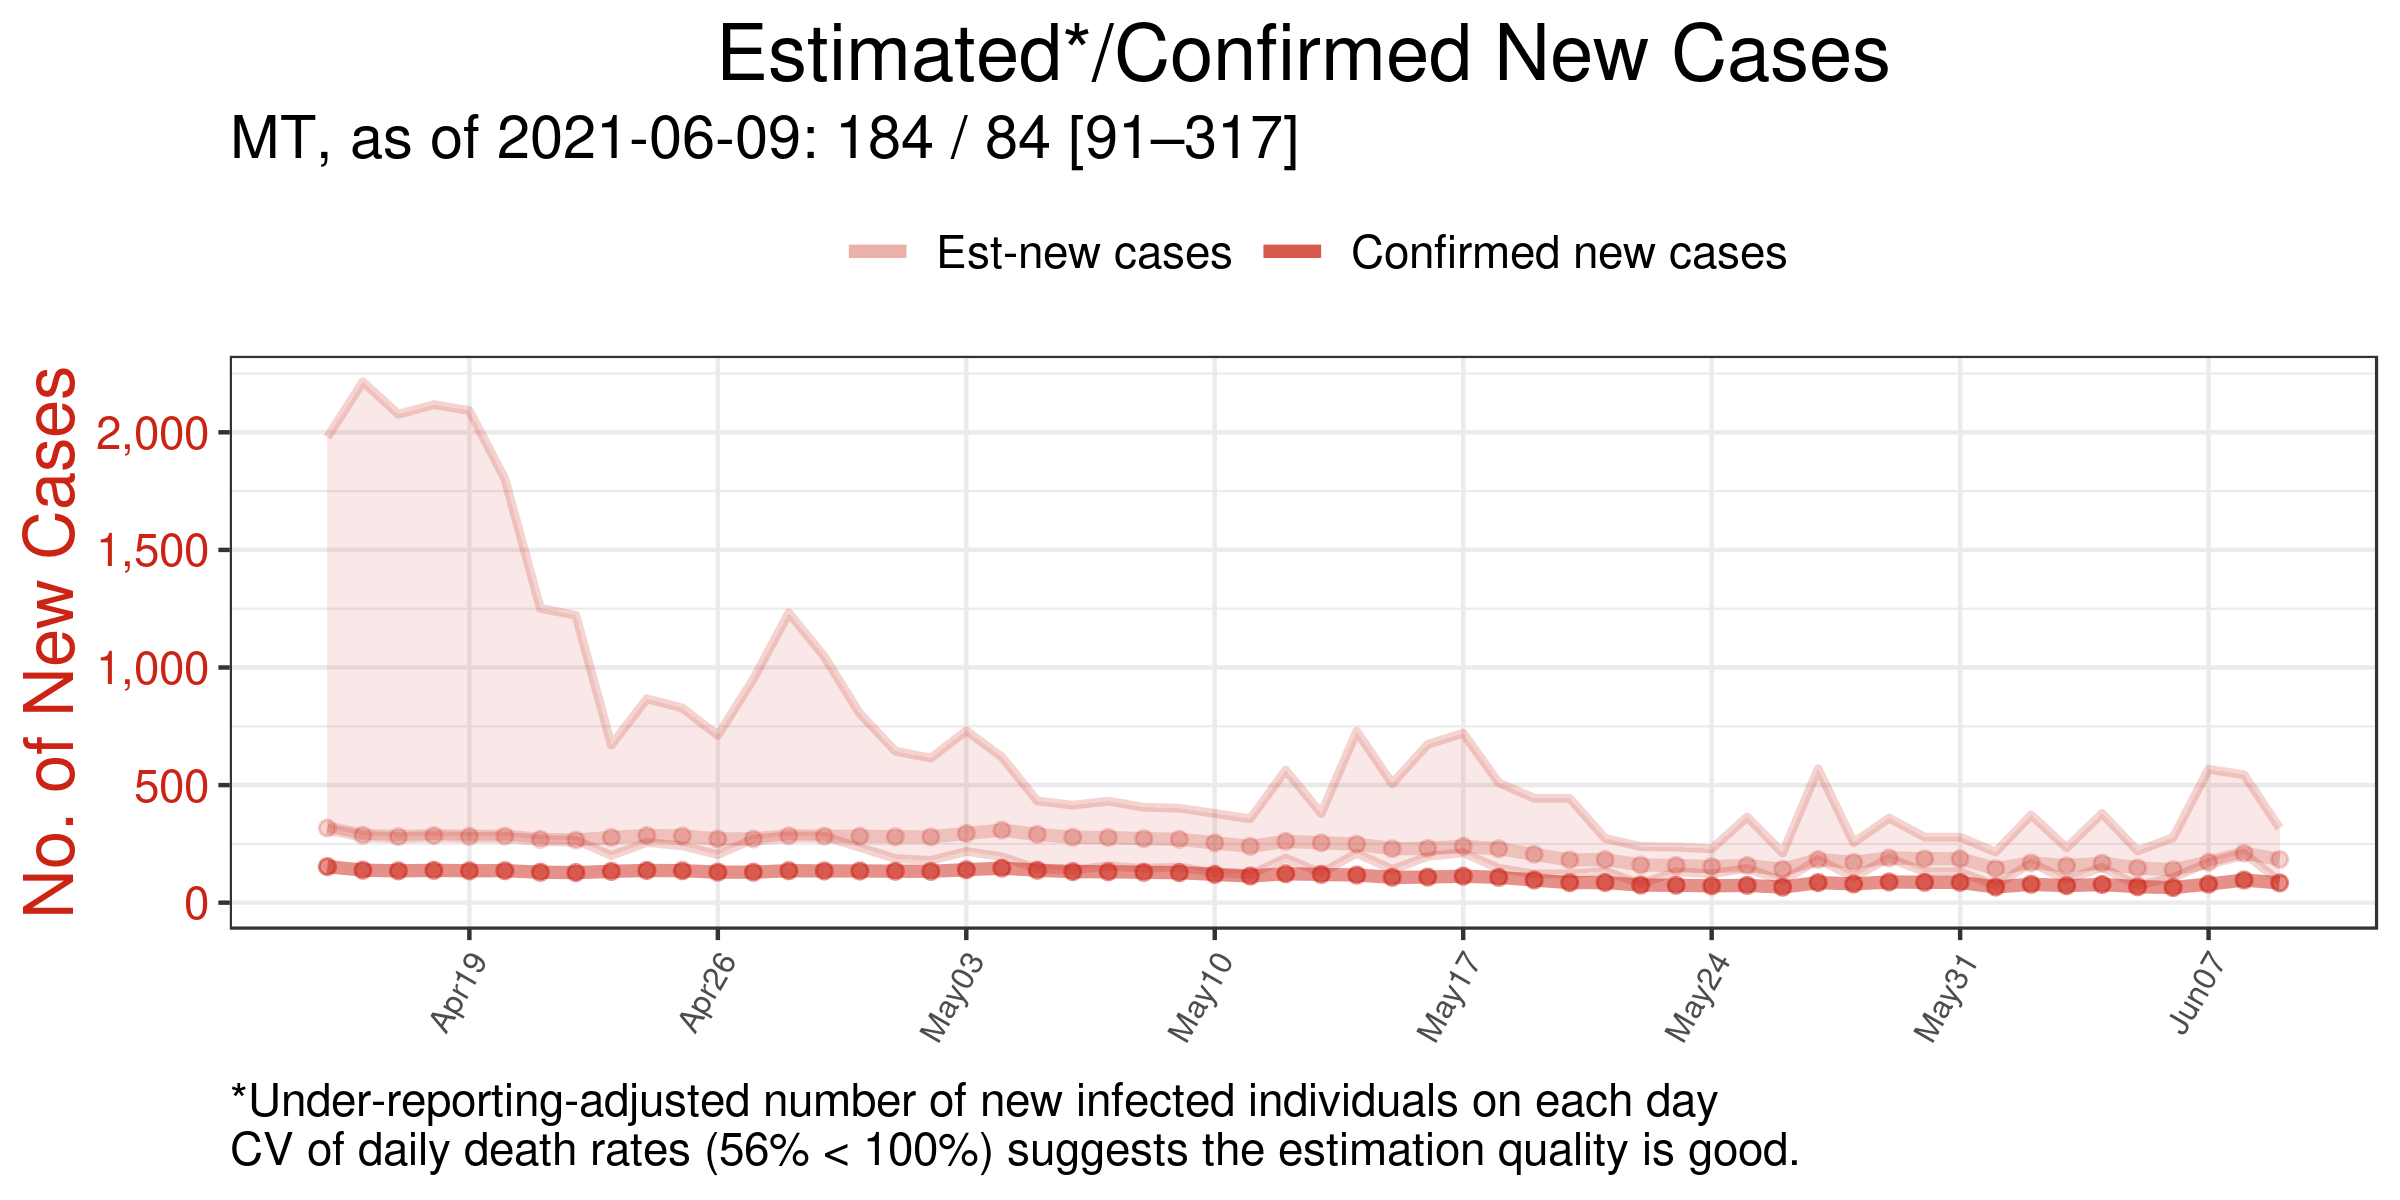 Estimated*/Confirmed New Cases
MT, as of 2021-06-09: 184 / 84 [91–317]
Est-new cases
Confirmed new cases
No. of New Cases
2,000
1,500
1,000
500
0
Apr19
Apr26
May03
May10
May17
May24
May31
Jun07
*Under-reporting-adjusted number of new infected individuals on each day
CV of daily death rates (56% < 100%) suggests the estimation quality is good.